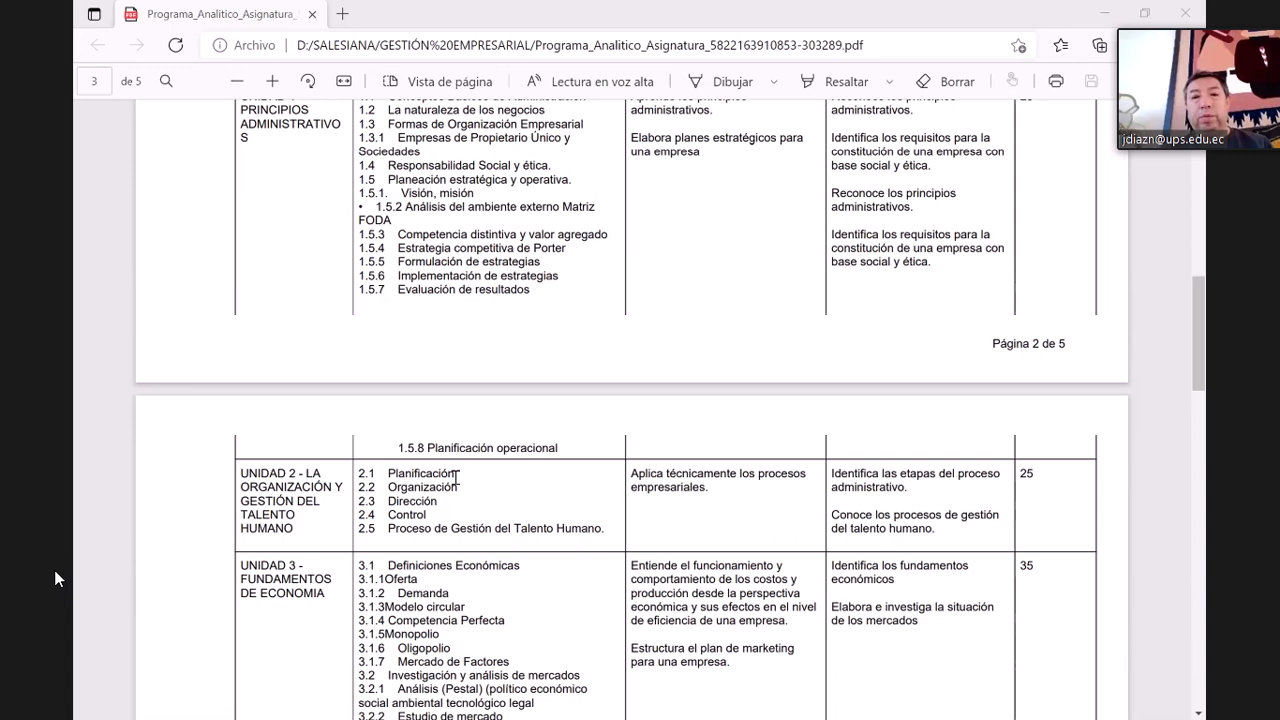 Programa_Analitico_Asignatura_
Archivo D:/SALESIANA/GESTIÓN%20EMPRESARIAL/Programa_Analitico_Asignatura_5822163910853-303289.pdf
3 de 5 Vista de página Lectura en voz alta Dibujar Resaltar Borrar
jdiazn@ups.edu.ec
PRINCIPIOS
ADMINISTRATIVO
S
1.2 La naturaleza de los negocios
1.3 Formas de Organización Empresarial
1.3.1 Empresas de Propietario Único y
Sociedades
1.4 Responsabilidad Social y ética.
1.5 Planeación estratégica y operativa.
1.5.1. Visión, misión
• 1.5.2 Análisis del ambiente externo Matriz
FODA
1.5.3 Competencia distintiva y valor agregado
1.5.4 Estrategia competitiva de Porter
1.5.5 Formulación de estrategias
1.5.6 Implementación de estrategias
1.5.7 Evaluación de resultados
administrativos.
Elabora planes estratégicos para
una empresa
administrativos.
Identifica los requisitos para la
constitución de una empresa con
base social y ética.
Reconoce los principios
administrativos.
Identifica los requisitos para la
constitución de una empresa con
base social y ética.
Página 2 de 5
1.5.8 Planificación operacional
UNIDAD 2 - LA
ORGANIZACIÓN Y
GESTIÓN DEL
TALENTO
HUMANO
2.1 Planificación
2.2 Organización
2.3 Dirección
2.4 Control
2.5 Proceso de Gestión del Talento Humano.
Aplica técnicamente los procesos
empresariales.
Identifica las etapas del proceso
administrativo.
Conoce los procesos de gestión
del talento humano.
25
UNIDAD 3 -
FUNDAMENTOS
DE ECONOMIA
3.1 Definiciones Económicas
3.1.1Oferta
3.1.2 Demanda
3.1.3Modelo circular
3.1.4 Competencia Perfecta
3.1.5Monopolio
3.1.6 Oligopolio
3.1.7 Mercado de Factores
3.2 Investigación y análisis de mercados
3.2.1 Análisis (Pestal) (político económico
social ambiental tecnológico legal
3.2.2 Estudio de mercado
Entiende el funcionamiento y
comportamiento de los costos y
producción desde la perspectiva
económica y sus efectos en el nivel
de eficiencia de una empresa.
Estructura el plan de marketing
para una empresa.
Identifica los fundamentos
económicos
Elabora e investiga la situación
de los mercados
35